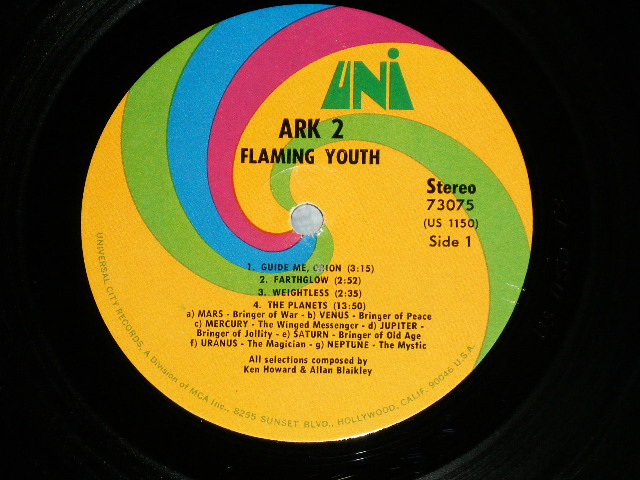 UNI
ARK 2
FLAMING YOUTH
Stereo
73075
(US 1150)
Side 1
1. GUIDE ME, ORION (3:15)
2. EARTHGLOW (2:52)
3. WEIGHTLESS (2:35)
4. THE PLANETS (13:50)
a) MARS - Bringer of War - b) VENUS - Bringer of Peace
c) MERCURY - The Winged Messenger - d) JUPITER -
Bringer of Jollity - e) SATURN - Bringer of Old Age
f) URANUS - The Magician - g) NEPTUNE - The Mystic
All selections composed by
Ken Howard & Allan Blaikley
UNIVERSAL CITY RECORDS, A Division of MCA Inc., 8255 SUNSET BLVD., HOLLYWOOD, CALIF. 90046 U.S.A.